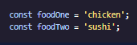 const foodOne = 'chicken';
const foodTwo = 'sushi';